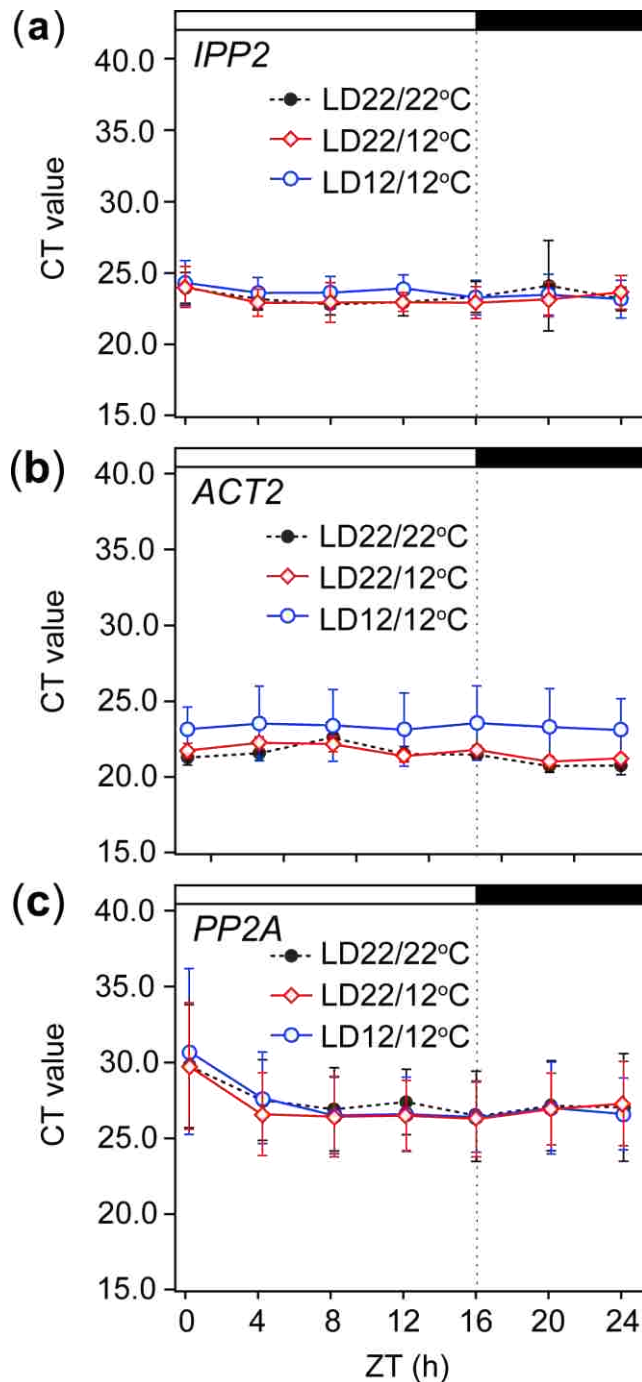 (a)
IPP2
LD22/22°C
LD22/12°C
LD12/12°C
CT value
40.0
35.0
30.0
25.0
20.0
15.0
(b)
ACT2
LD22/22°C
LD22/12°C
LD12/12°C
CT value
40.0
35.0
30.0
25.0
20.0
15.0
(c)
PP2A
LD22/22°C
LD22/12°C
LD12/12°C
CT value
40.0
35.0
30.0
25.0
20.0
15.0
0 4 8 12 16 20 24
ZT (h)